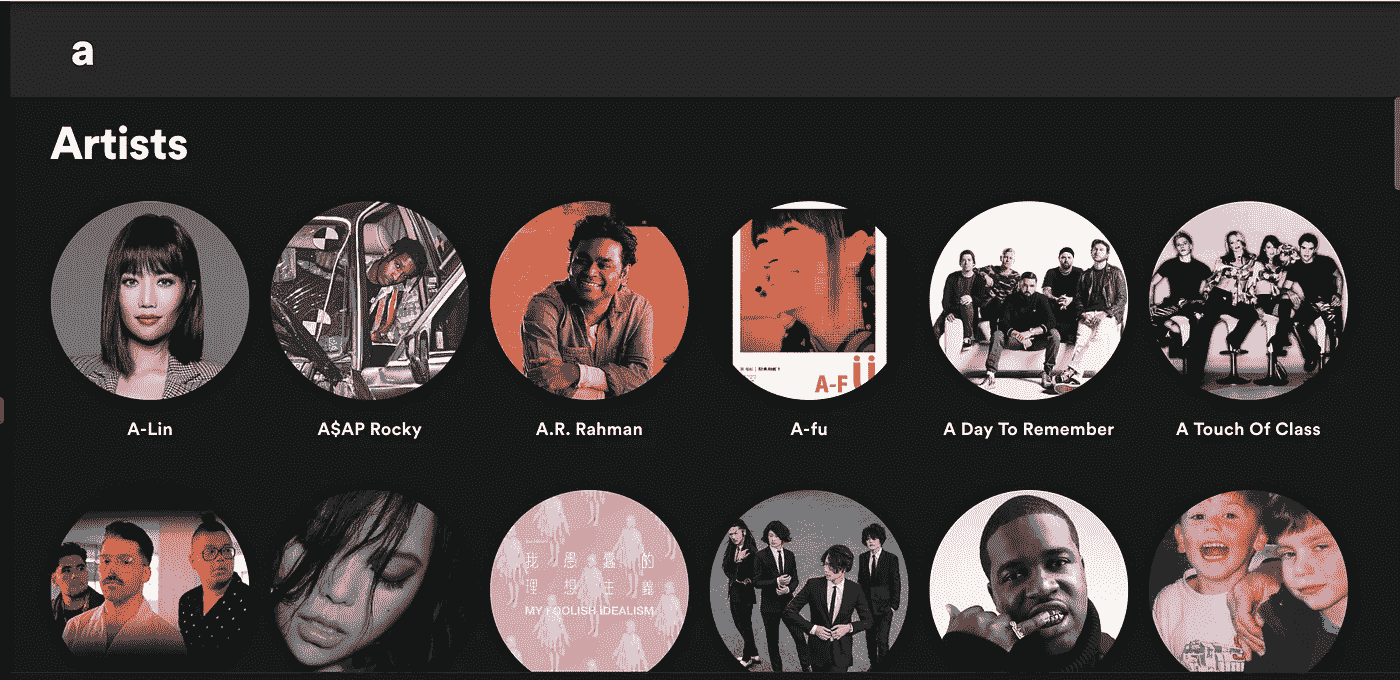 a
Artists
A-FÜ
A-Lin
A$AP Rocky
A.R. Rahman
A-fu
A Day To Remember
A Touch Of Class
我愚蠢的
理想主義
MY FOOLISH IDEALISM